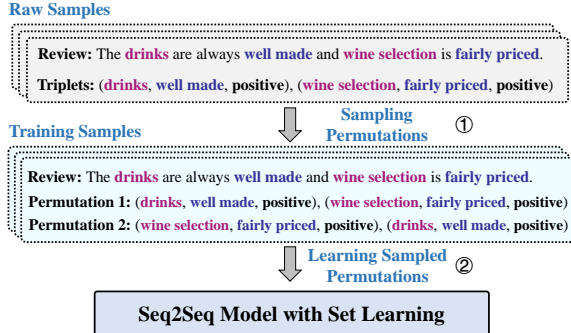 Raw Samples
Review: The drinks are always well made and wine selection is fairly priced.
Triplets: (drinks, well made, positive), (wine selection, fairly priced, positive)
Sampling
Permutations ①
Training Samples
Review: The drinks are always well made and wine selection is fairly priced.
Permutation 1: (drinks, well made, positive), (wine selection, fairly priced, positive)
Permutation 2: (wine selection, fairly priced, positive), (drinks, well made, positive)
Learning Sampled
Permutations ②
Seq2Seq Model with Set Learning